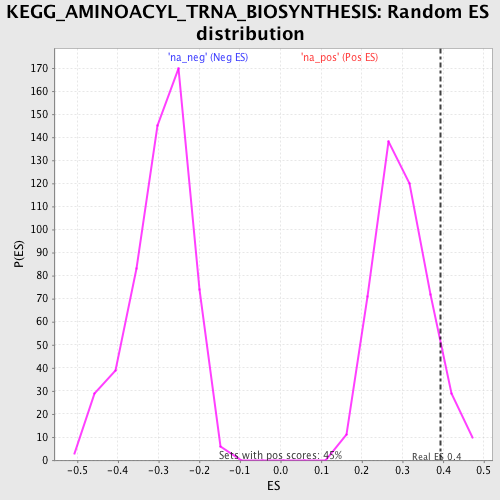 KEGG_AMINOACYL_TRNA_BIOSYNTHESIS: Random ES
distribution
'na_neg' (Neg ES) 'na_pos' (Pos ES)
170
160
150
140
130
120
110
100
90
80
70
60
50
40
30
20
10
0
P(ES)
Sets with pos scores: 45%
Real ES 0.4
-0.5 -0.4 -0.3 -0.2 -0.1 0.0 0.1 0.2 0.3 0.4 0.5
ES